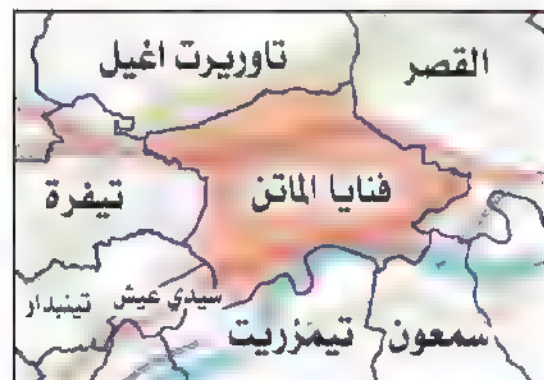 تاوريرت اغيل
القصر
فنايا الماتن
تيفرة
سيدي عيش
تينبدار
تيمزريت
سمعون